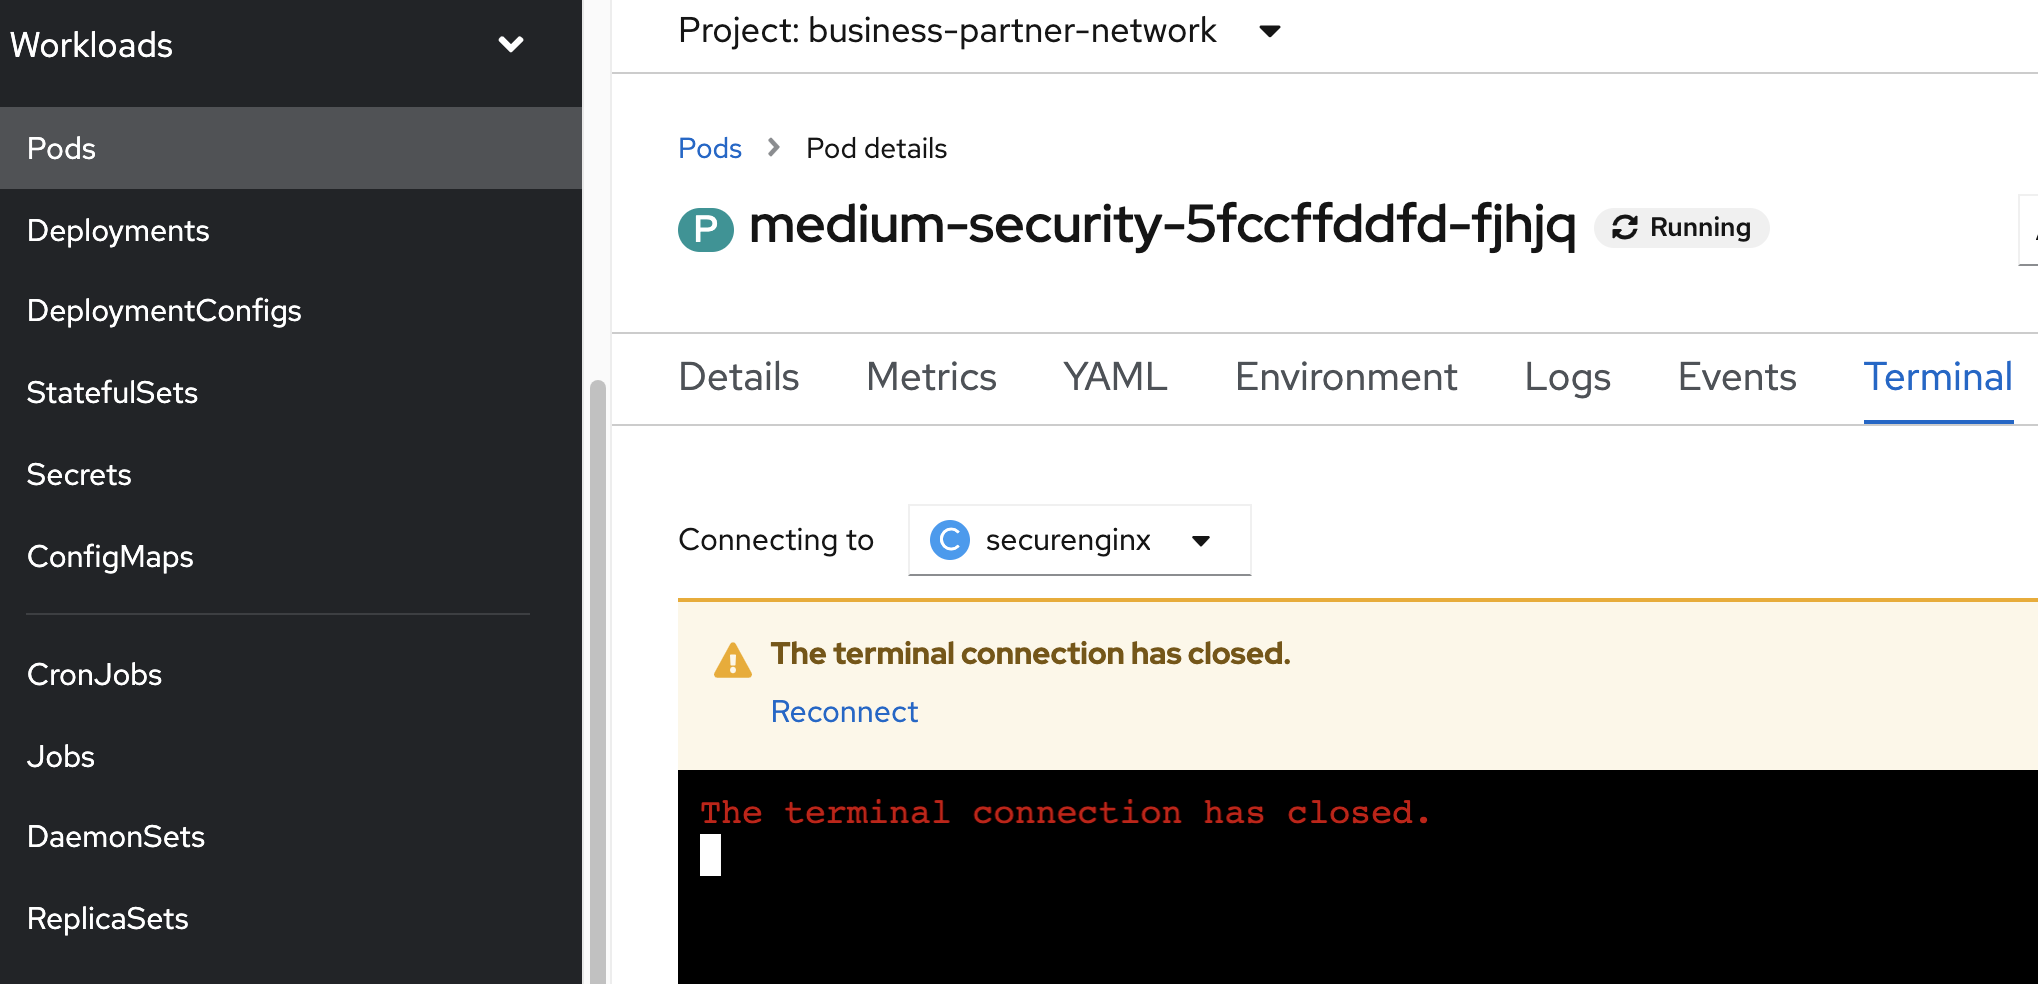 Workloads
Pods
Deployments
DeploymentConfigs
StatefulSets
Secrets
ConfigMaps
CronJobs
Jobs
DaemonSets
ReplicaSets
Project: business-partner-network
Pods > Pod details
P medium-security-5fccffddfd-fjhjq Running
Details Metrics YAML Environment Logs Events Terminal
Connecting to C securenginx
The terminal connection has closed.
Reconnect
The terminal connection has closed.